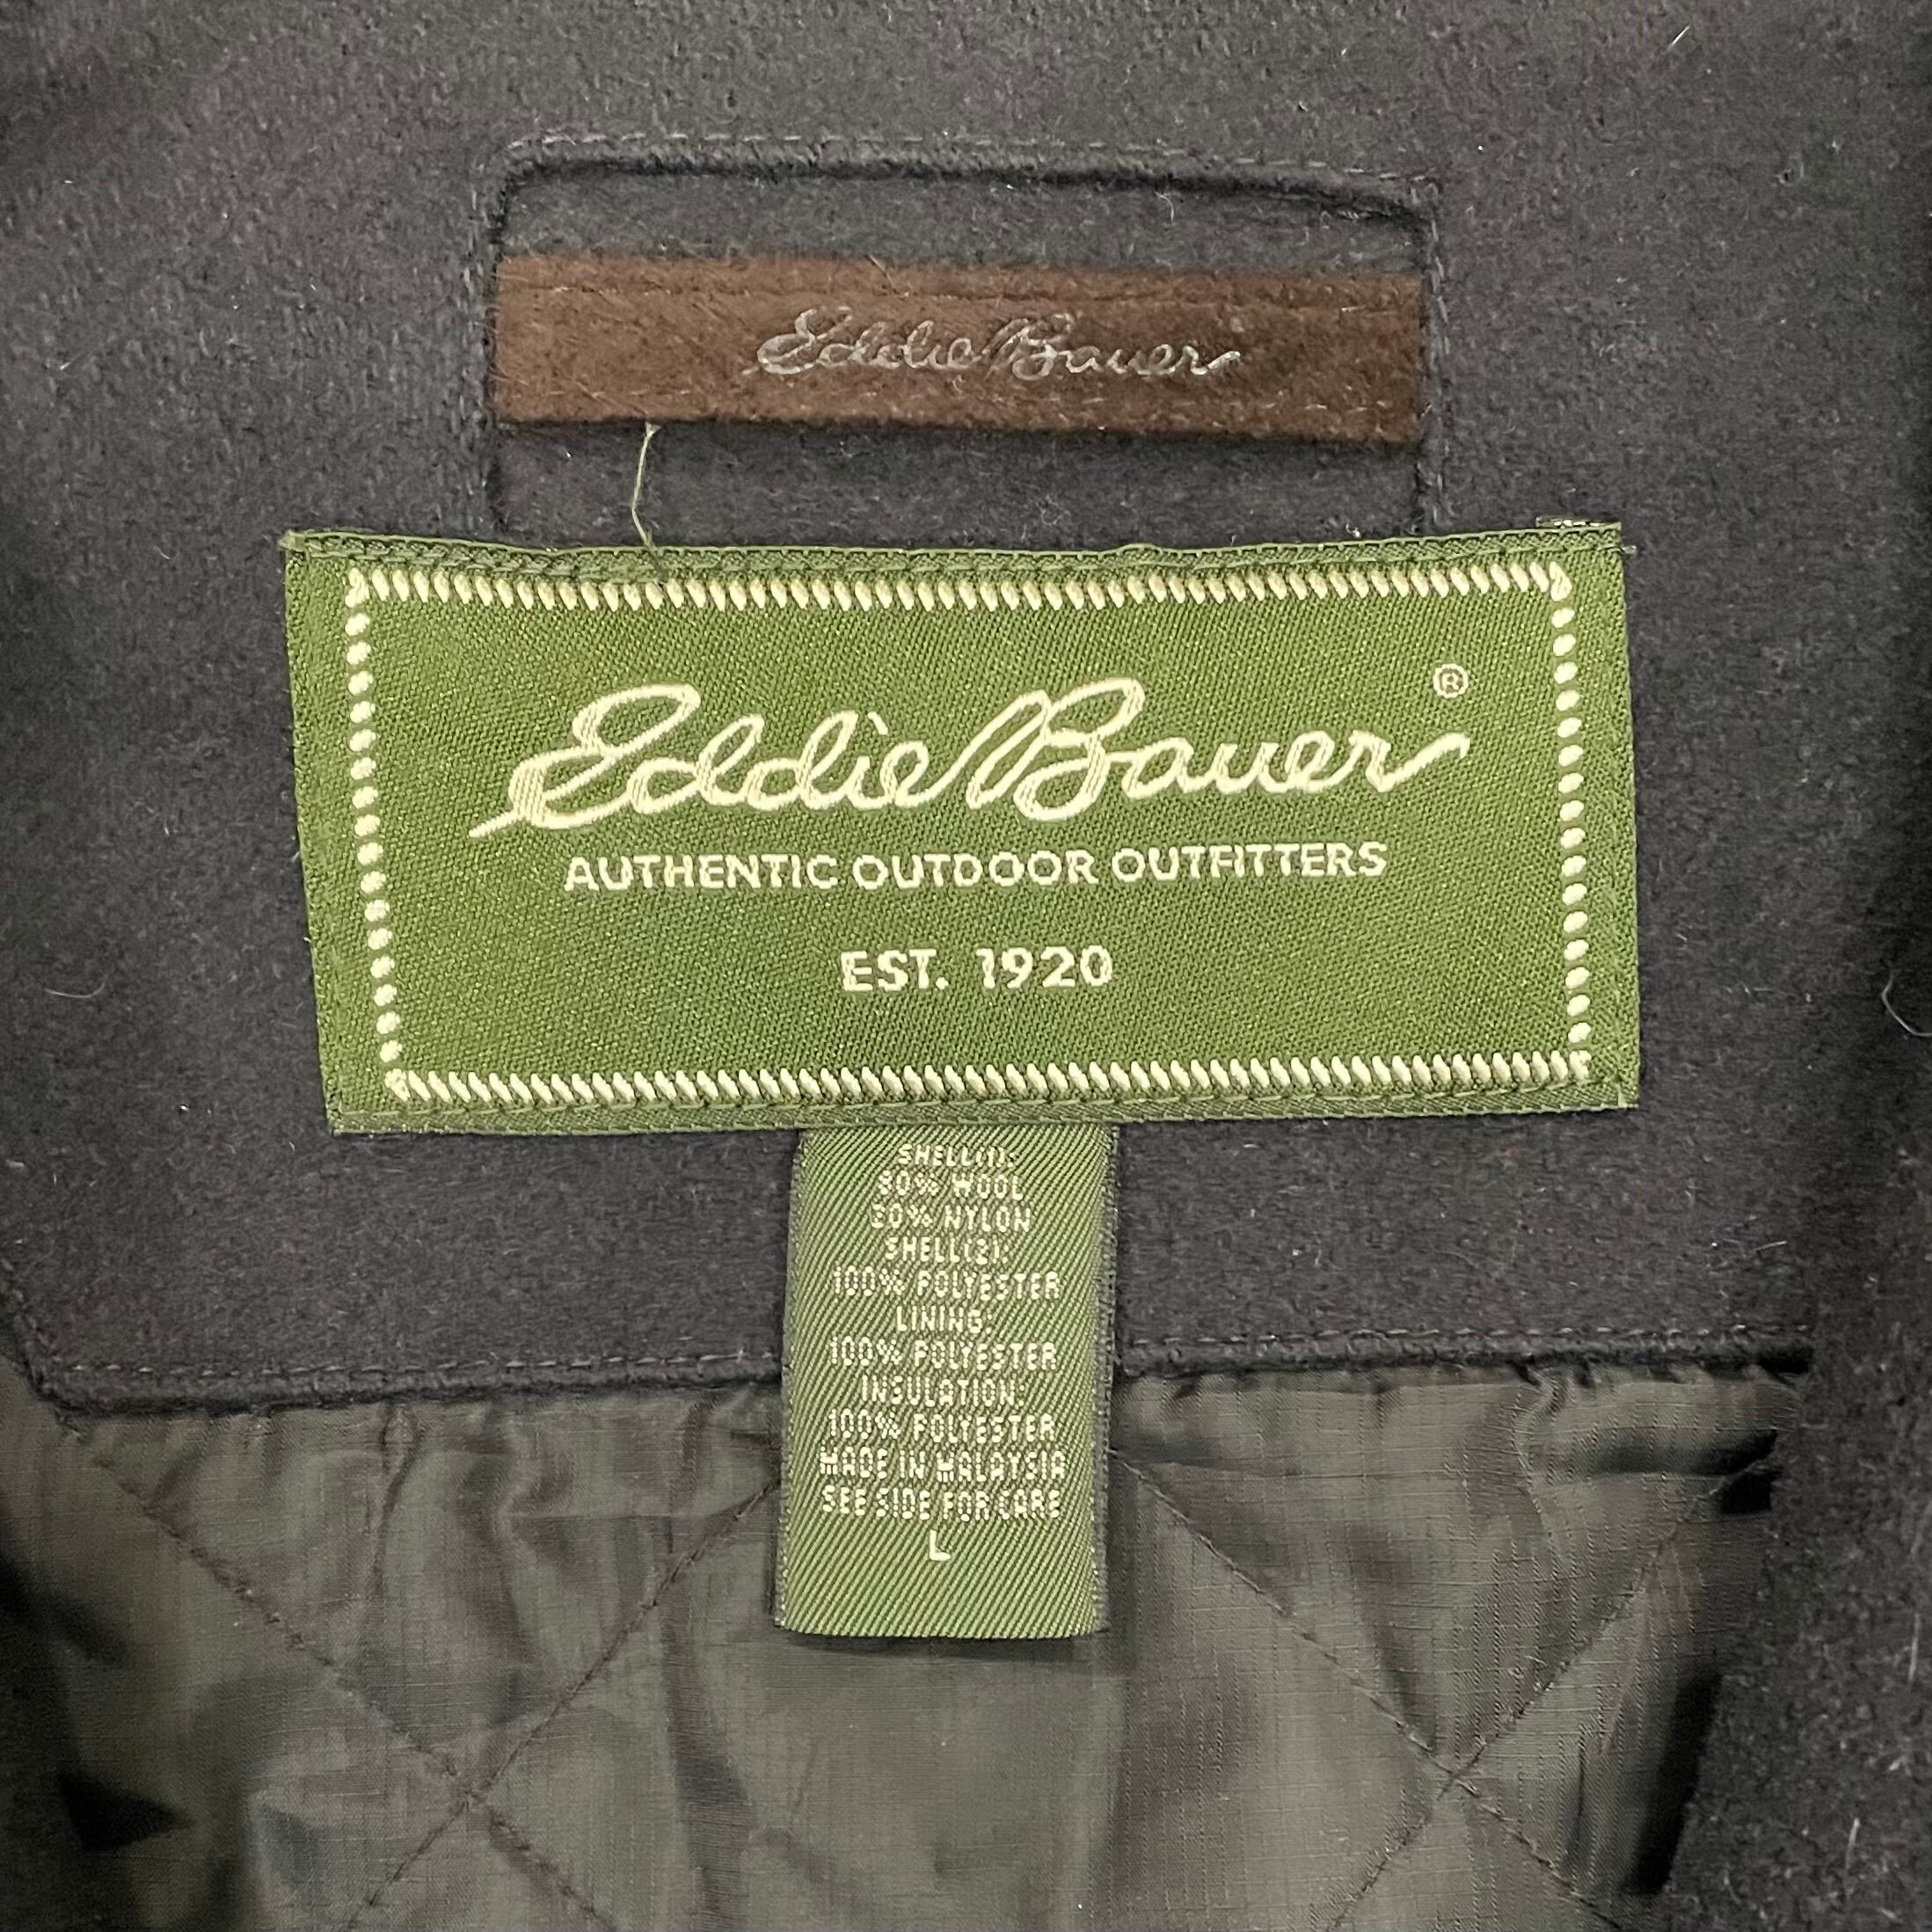 Eddie Bauer
Eddie Bauer®
AUTHENTIC OUTDOOR OUTFITTERS
EST. 1920
SHELL(1):
80% WOOL
20% NYLON
SHELL(2):
100% POLYESTER
LINING:
100% POLYESTER
INSULATION:
100% POLYESTER
MADE IN MALAYSIA
SEE SIDE FOR CARE
L